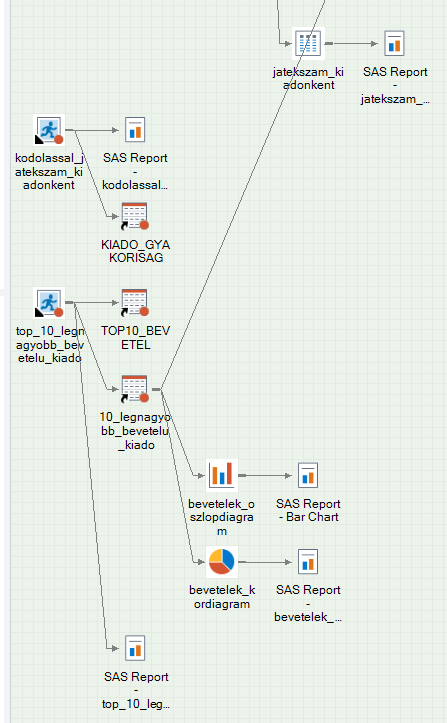 jatekszam_ki
adonkent
SAS Report
-
jatekszam_...
kodolassal_j
atekszam_ki
adonkent
SAS Report
-
kodolassal...
KIADO_GYA
KORISAG
top_10_legn
agyobb_bev
etelu_kiado
TOP10_BEV
ETEL
10_legnagyo
bb_bevetelu
_kiado
bevetelek_o
szlopdiagra
m
SAS Report
- Bar Chart
bevetelek_k
ordiagram
SAS Report
-
bevetelek_...
SAS Report
-
top_10_leg...